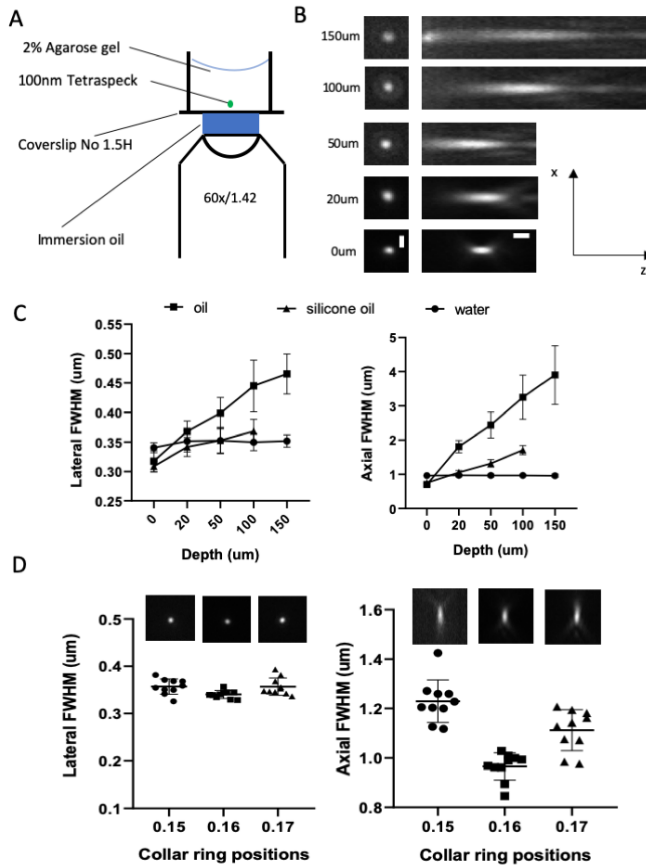 A
2% Agarose gel
100nm Tetraspeck
Coverslip No 1.5H
60x/1.42
Immersion oil
B
150um
100um
50um
20um
0um
x
z
C
oil
silicone oil
water
Lateral FWHM (um)
0.55
0.50
0.45
0.40
0.35
0.30
0.25
0
20
50
100
150
Depth (um)
Axial FWHM (um)
5
4
3
2
1
0
0
20
50
100
150
Depth (um)
D
Lateral FWHM (um)
0.5
0.4
0.3
0.2
0.1
0.15
0.16
0.17
Collar ring positions
Axial FWHM (um)
1.6
1.4
1.2
1.0
0.8
0.15
0.16
0.17
Collar ring positions